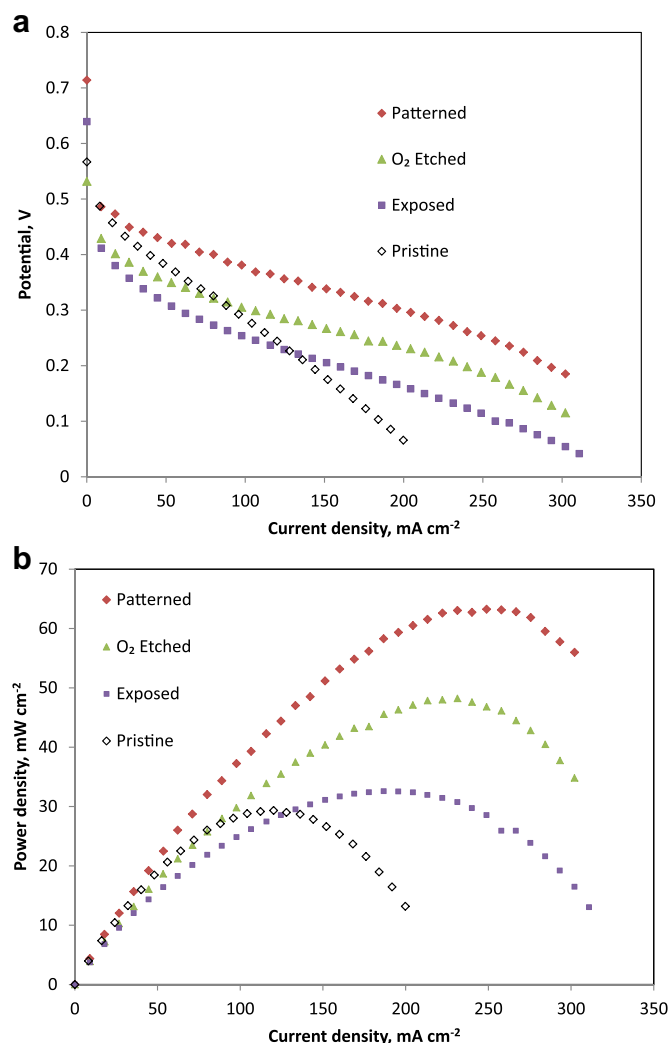 a
0.8
0.7
0.6
0.5
0.4
0.3
0.2
0.1
0
Potential, V
Patterned
O₂ Etched
Exposed
Pristine
0 50 100 150 200 250 300 350
Current density, mA cm⁻²
b
70
60
50
40
30
20
10
0
Power density, mW cm⁻²
Patterned
O₂ Etched
Exposed
Pristine
0 50 100 150 200 250 300 350
Current density, mA cm⁻²